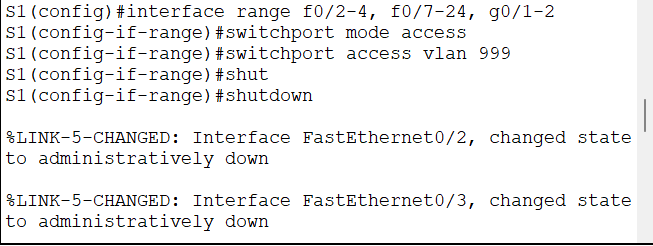 S1(config)#interface range f0/2-4, f0/7-24, g0/1-2
S1(config-if-range)#switchport mode access
S1(config-if-range)#switchport access vlan 999
S1(config-if-range)#shut
S1(config-if-range)#shutdown
%LINK-5-CHANGED: Interface FastEthernet0/2, changed state
to administratively down
%LINK-5-CHANGED: Interface FastEthernet0/3, changed state
to administratively down